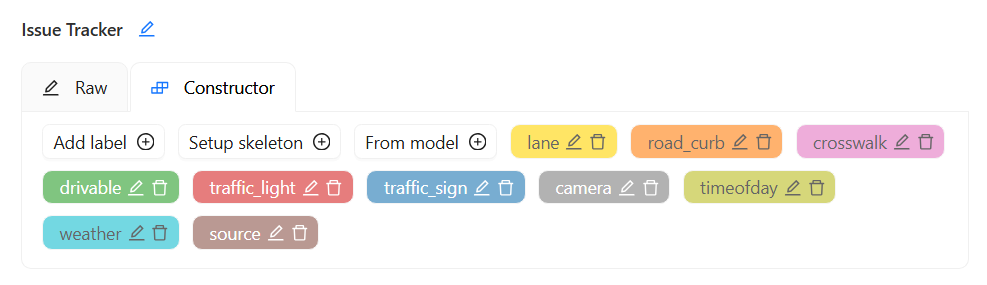 Issue Tracker
Raw Constructor
Add label Setup skeleton From model lane road_curb crosswalk
drivable traffic_light traffic_sign camera timeofday
weather source